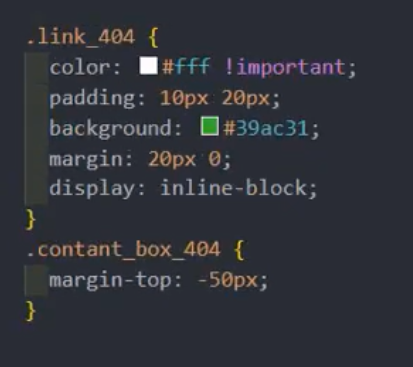 .link_404 {
color: #fff !important;
padding: 10px 20px;
background: #39ac31;
margin: 20px 0;
display: inline-block;
}
.contant_box_404 {
margin-top: -50px;
}